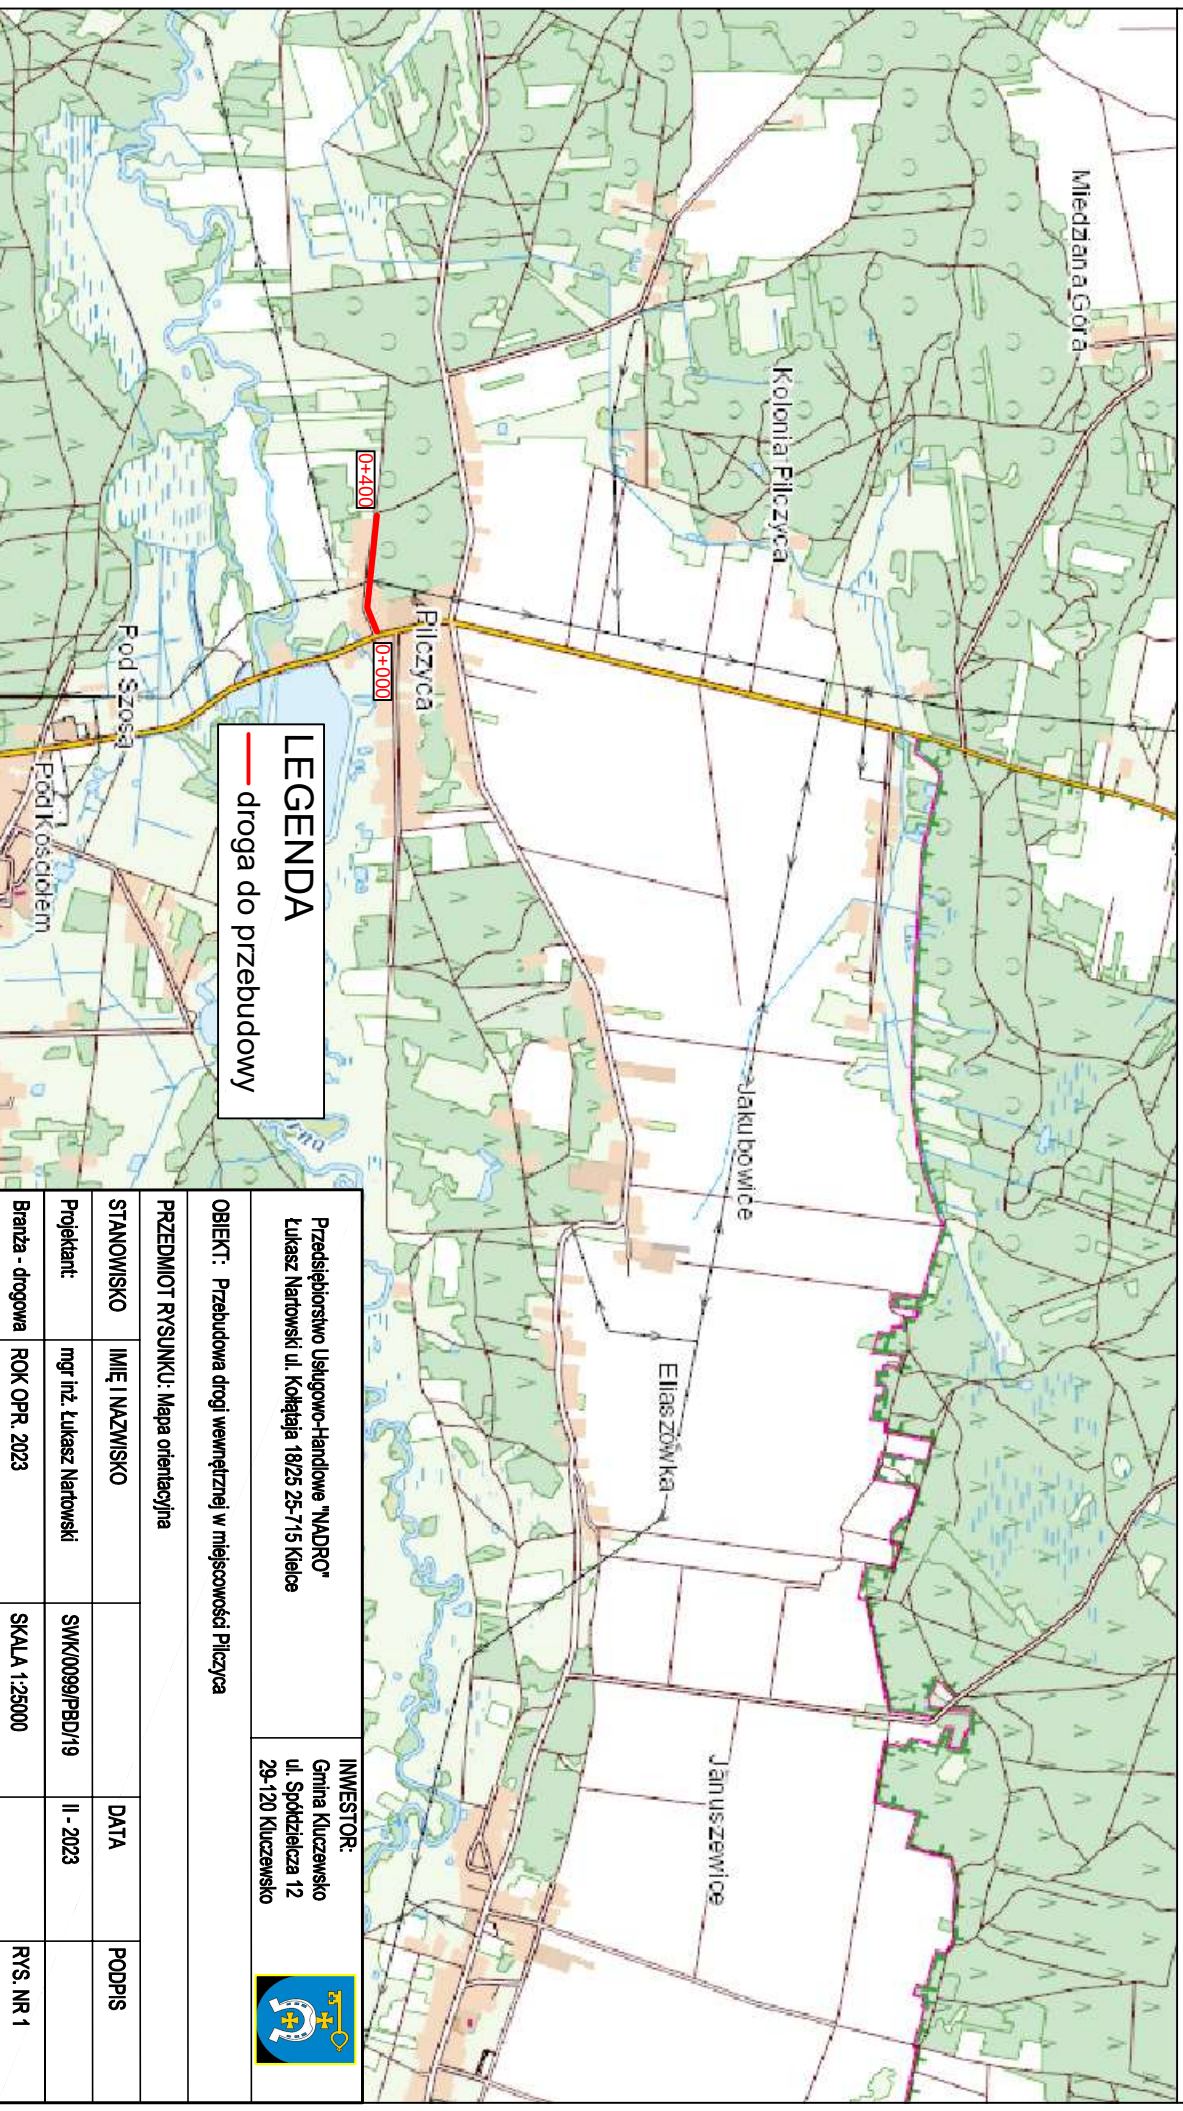 Miedziana Góra
Kolonia Pilczyca
Jakubowice
Eliaszówka
Januszewice
Pilczyca
0+400
0+000
Pod Szosą
Pod Kościołem
LEGENDA
droga do przebudowy
Przedsiębiorstwo Usługowo-Handlowe "NADRO"
Łukasz Nartowski ul. Kołłątaja 18/25 25-715 Kielce
INWESTOR:
Gmina Kluczewsko
ul. Spółdzielcza 12
29-120 Kluczewsko
OBIEKT: Przebudowa drogi wewnętrznej w miejscowości Pilczyca
PRZEDMIOT RYSUNKU: Mapa orientacyjna
STANOWISKO IMIĘ I NAZWISKO DATA PODPIS
Projektant: mgr inż. Łukasz Nartowski SWK/0099/PBD/19 II - 2023
Branża - drogowa ROK OPR. 2023 SKALA 1:25000 RYS. NR 1